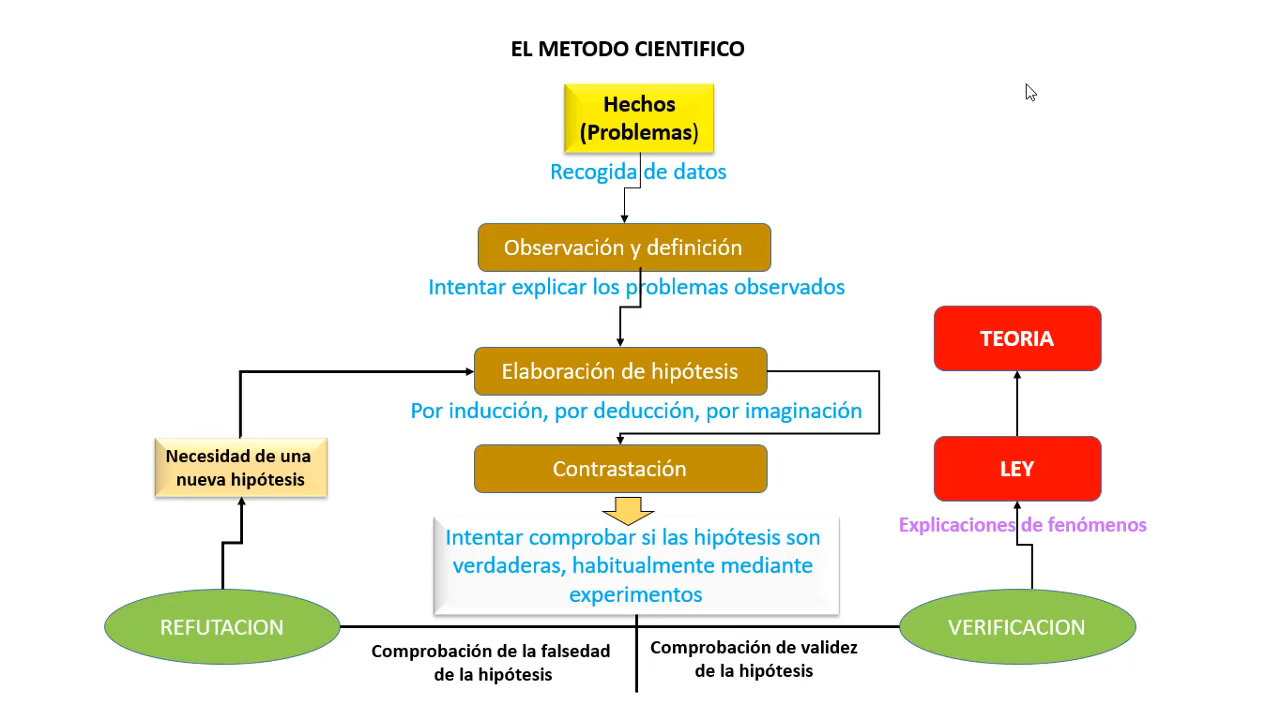 EL METODO CIENTIFICO
Hechos
(Problemas)
Recogida de datos
Observación y definición
Intentar explicar los problemas observados
Elaboración de hipótesis
Por inducción, por deducción, por imaginación
Contrastación
Intentar comprobar si las hipótesis son
verdaderas, habitualmente mediante
experimentos
Necesidad de una
nueva hipótesis
REFUTACION
Comprobación de la falsedad
de la hipótesis
Comprobación de validez
de la hipótesis
VERIFICACION
Explicaciones de fenómenos
LEY
TEORIA